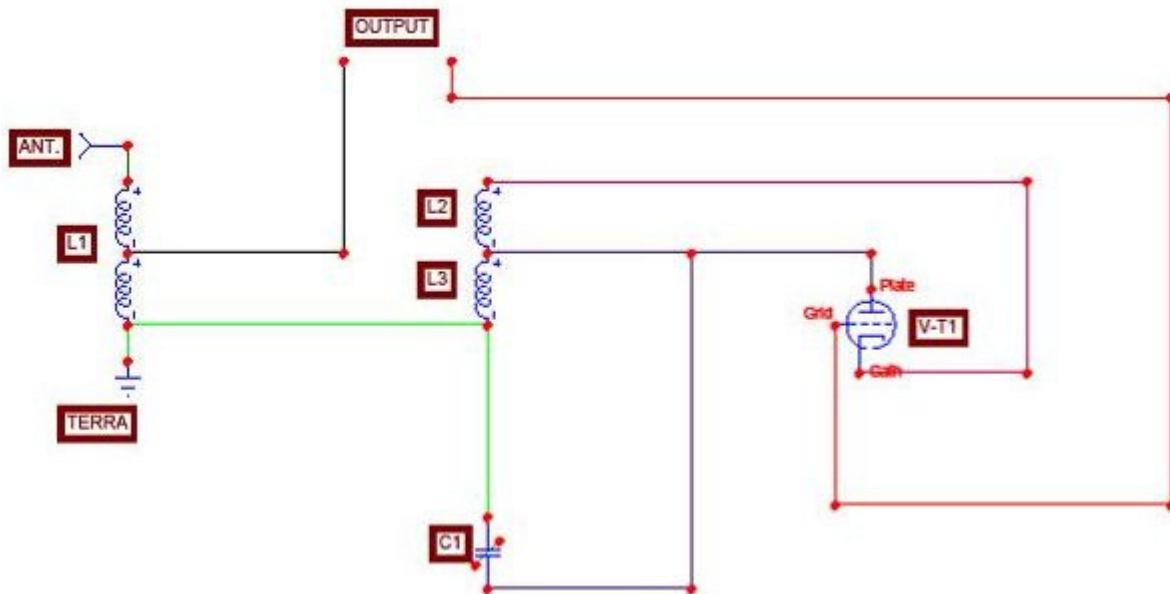 OUTPUT
ANT.
L1
L2
L3
Plate
Grid
V-T1
Cath
TERRA
C1